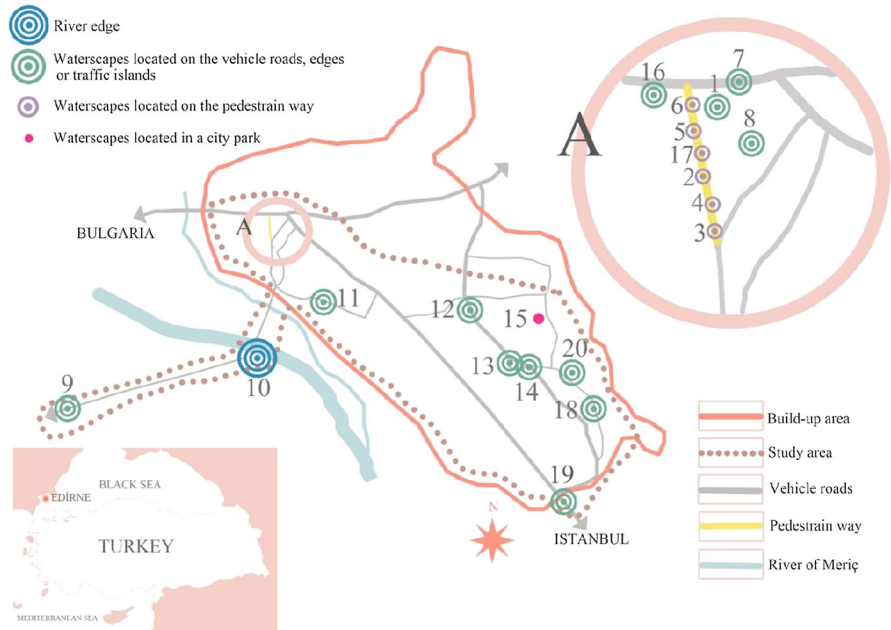 River edge
Waterscapes located on the vehicle roads, edges
or traffic islands
Waterscapes located on the pedestrain way
Waterscapes located in a city park
A
16
7
1
6
8
5
17
2
4
3
BULGARIA
A
11
12
15
13
14
20
18
10
9
19
N
ISTANBUL
Build-up area
Study area
Vehicle roads
Pedestrain way
River of Meriç
BLACK SEA
EDİRNE
TURKEY
MEDITERRANEAN SEA